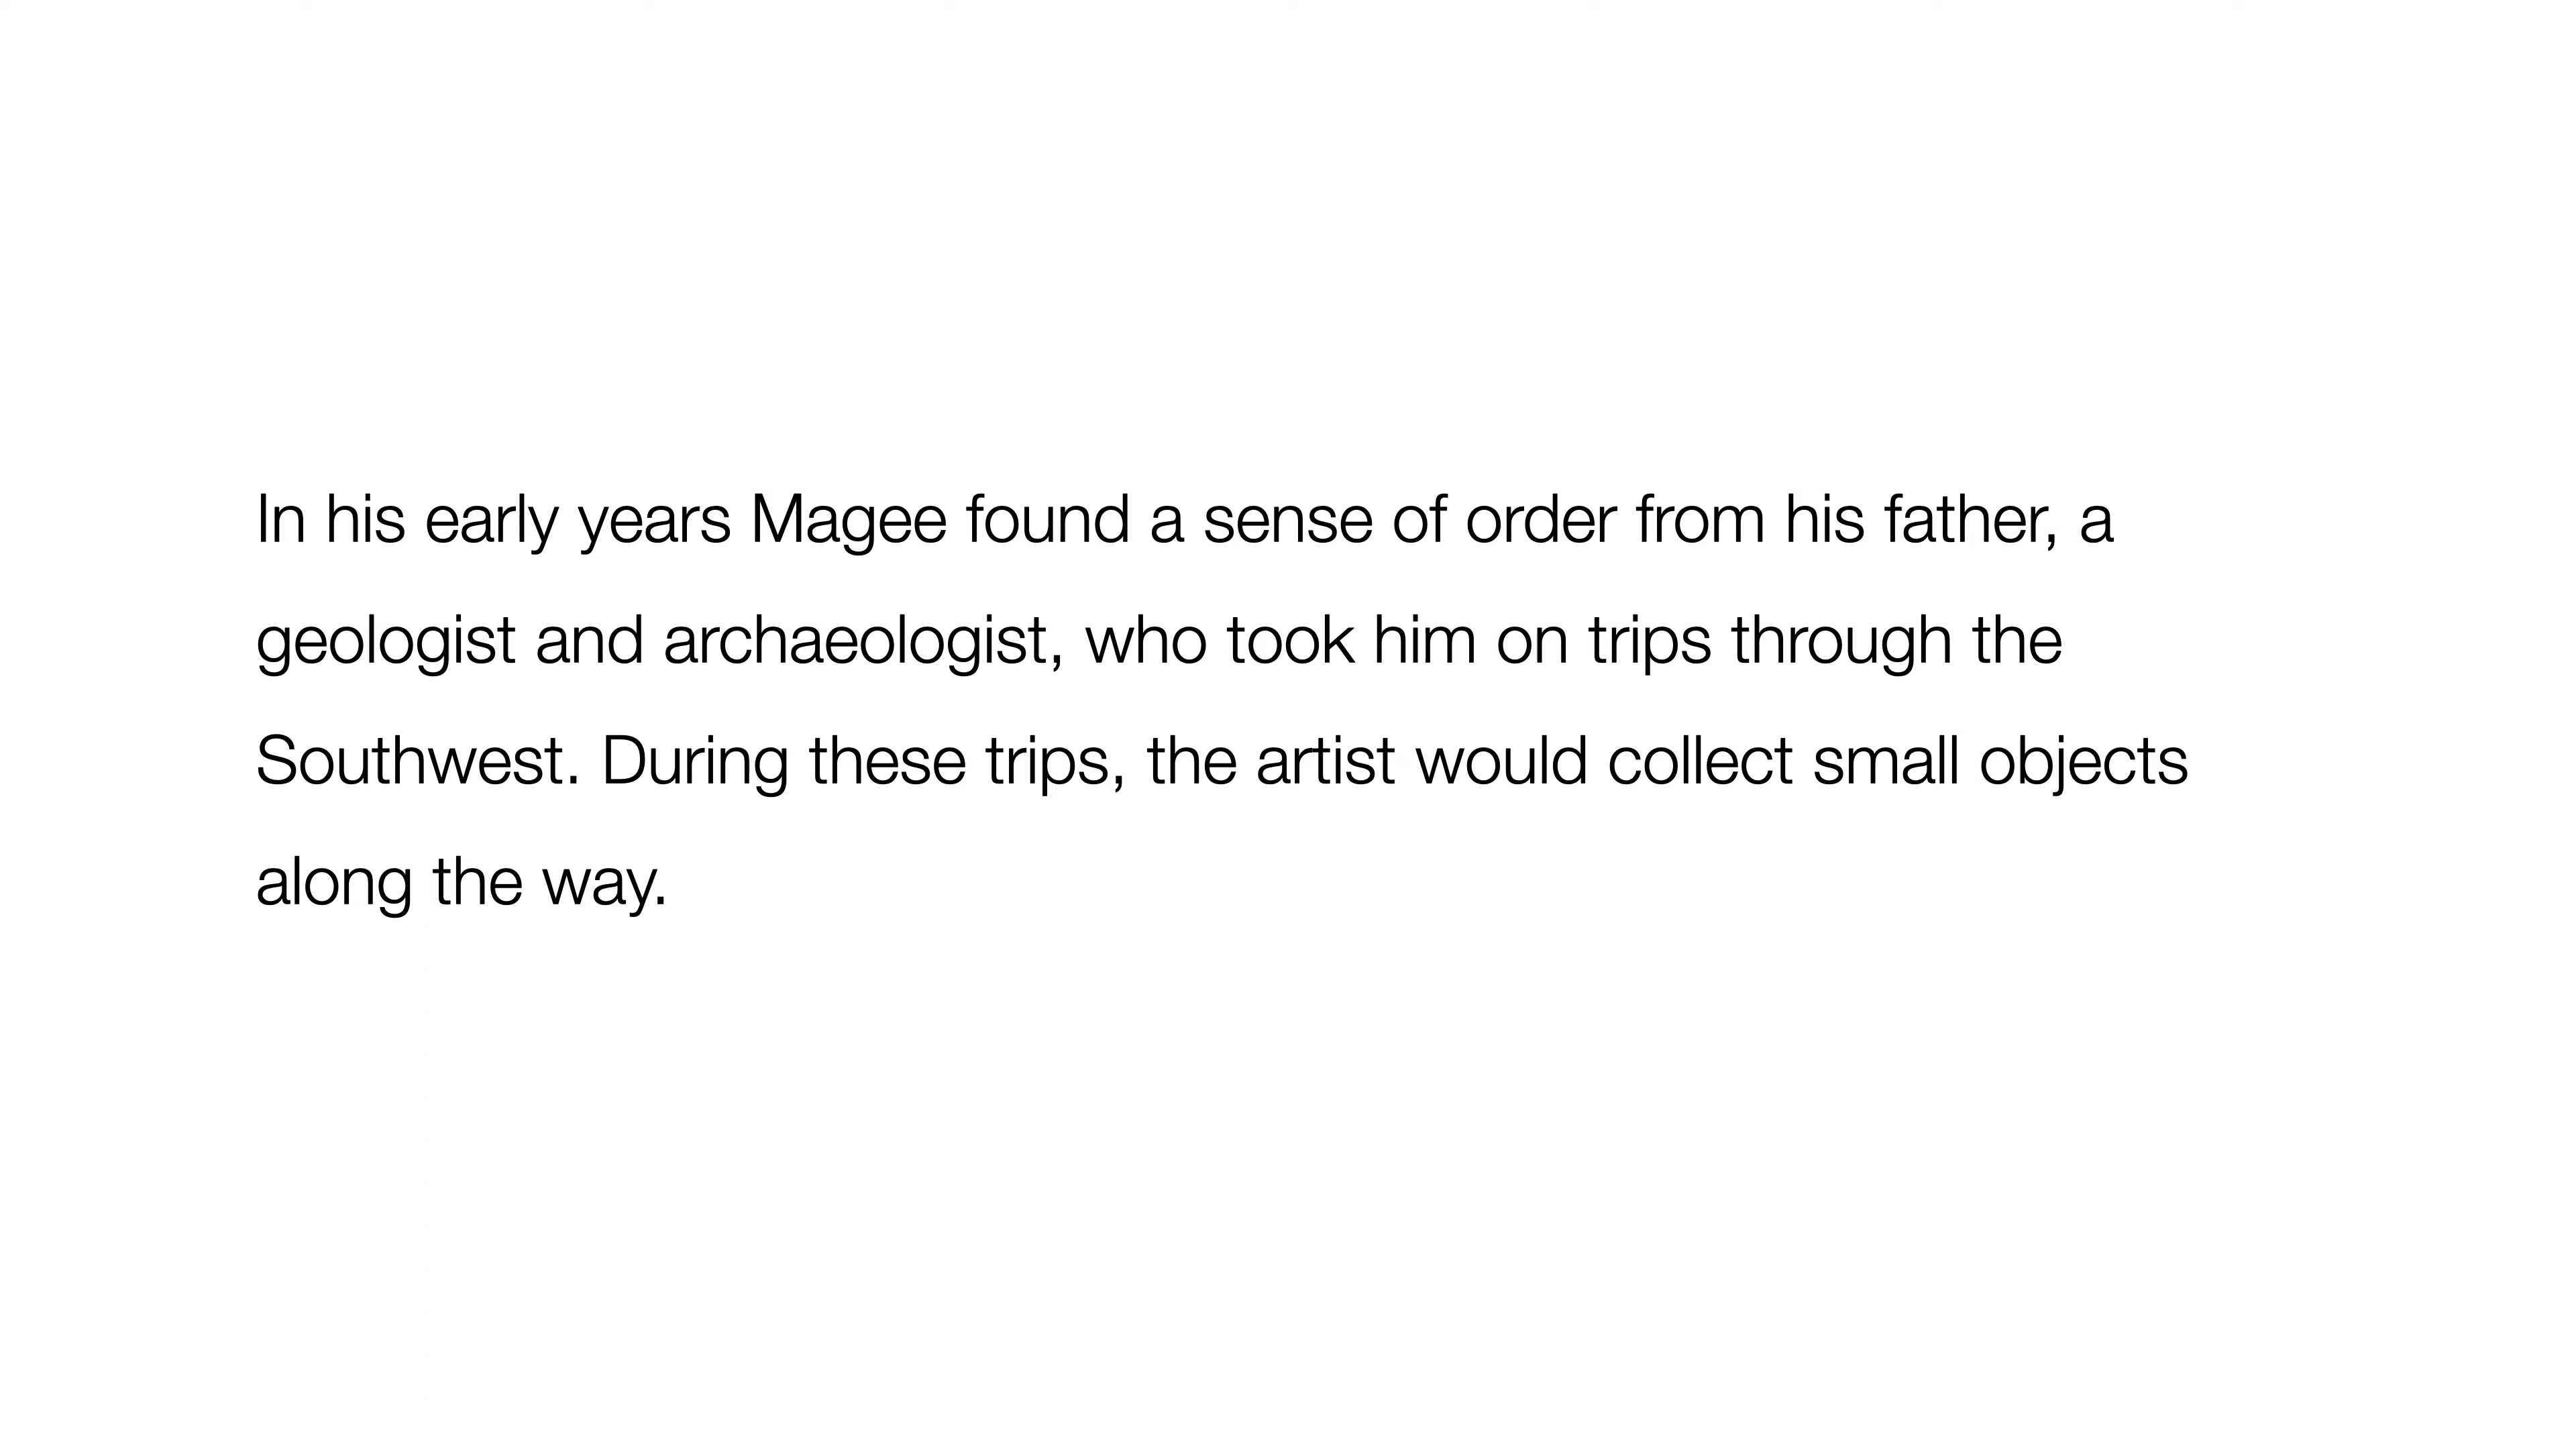 In his early years Magee found a sense of order from his father, a
geologist and archaeologist, who took him on trips through the
Southwest. During these trips, the artist would collect small objects
along the way.